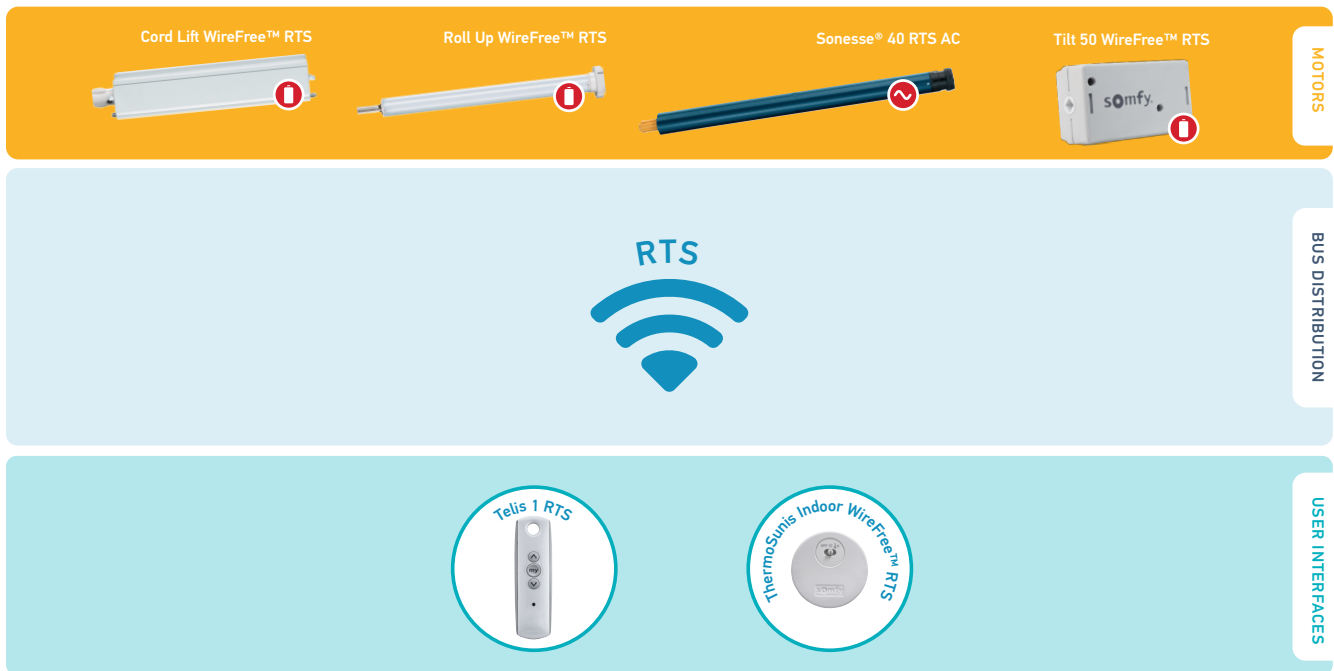 Cord Lift WireFree™ RTS
Roll Up WireFree™ RTS
Sonesse® 40 RTS AC
Tilt 50 WireFree™ RTS
somfy.
MOTORS
RTS
BUS DISTRIBUTION
Telis 1 RTS
my
ThermoSunis Indoor WireFree™ RTS
somfy
USER INTERFACES